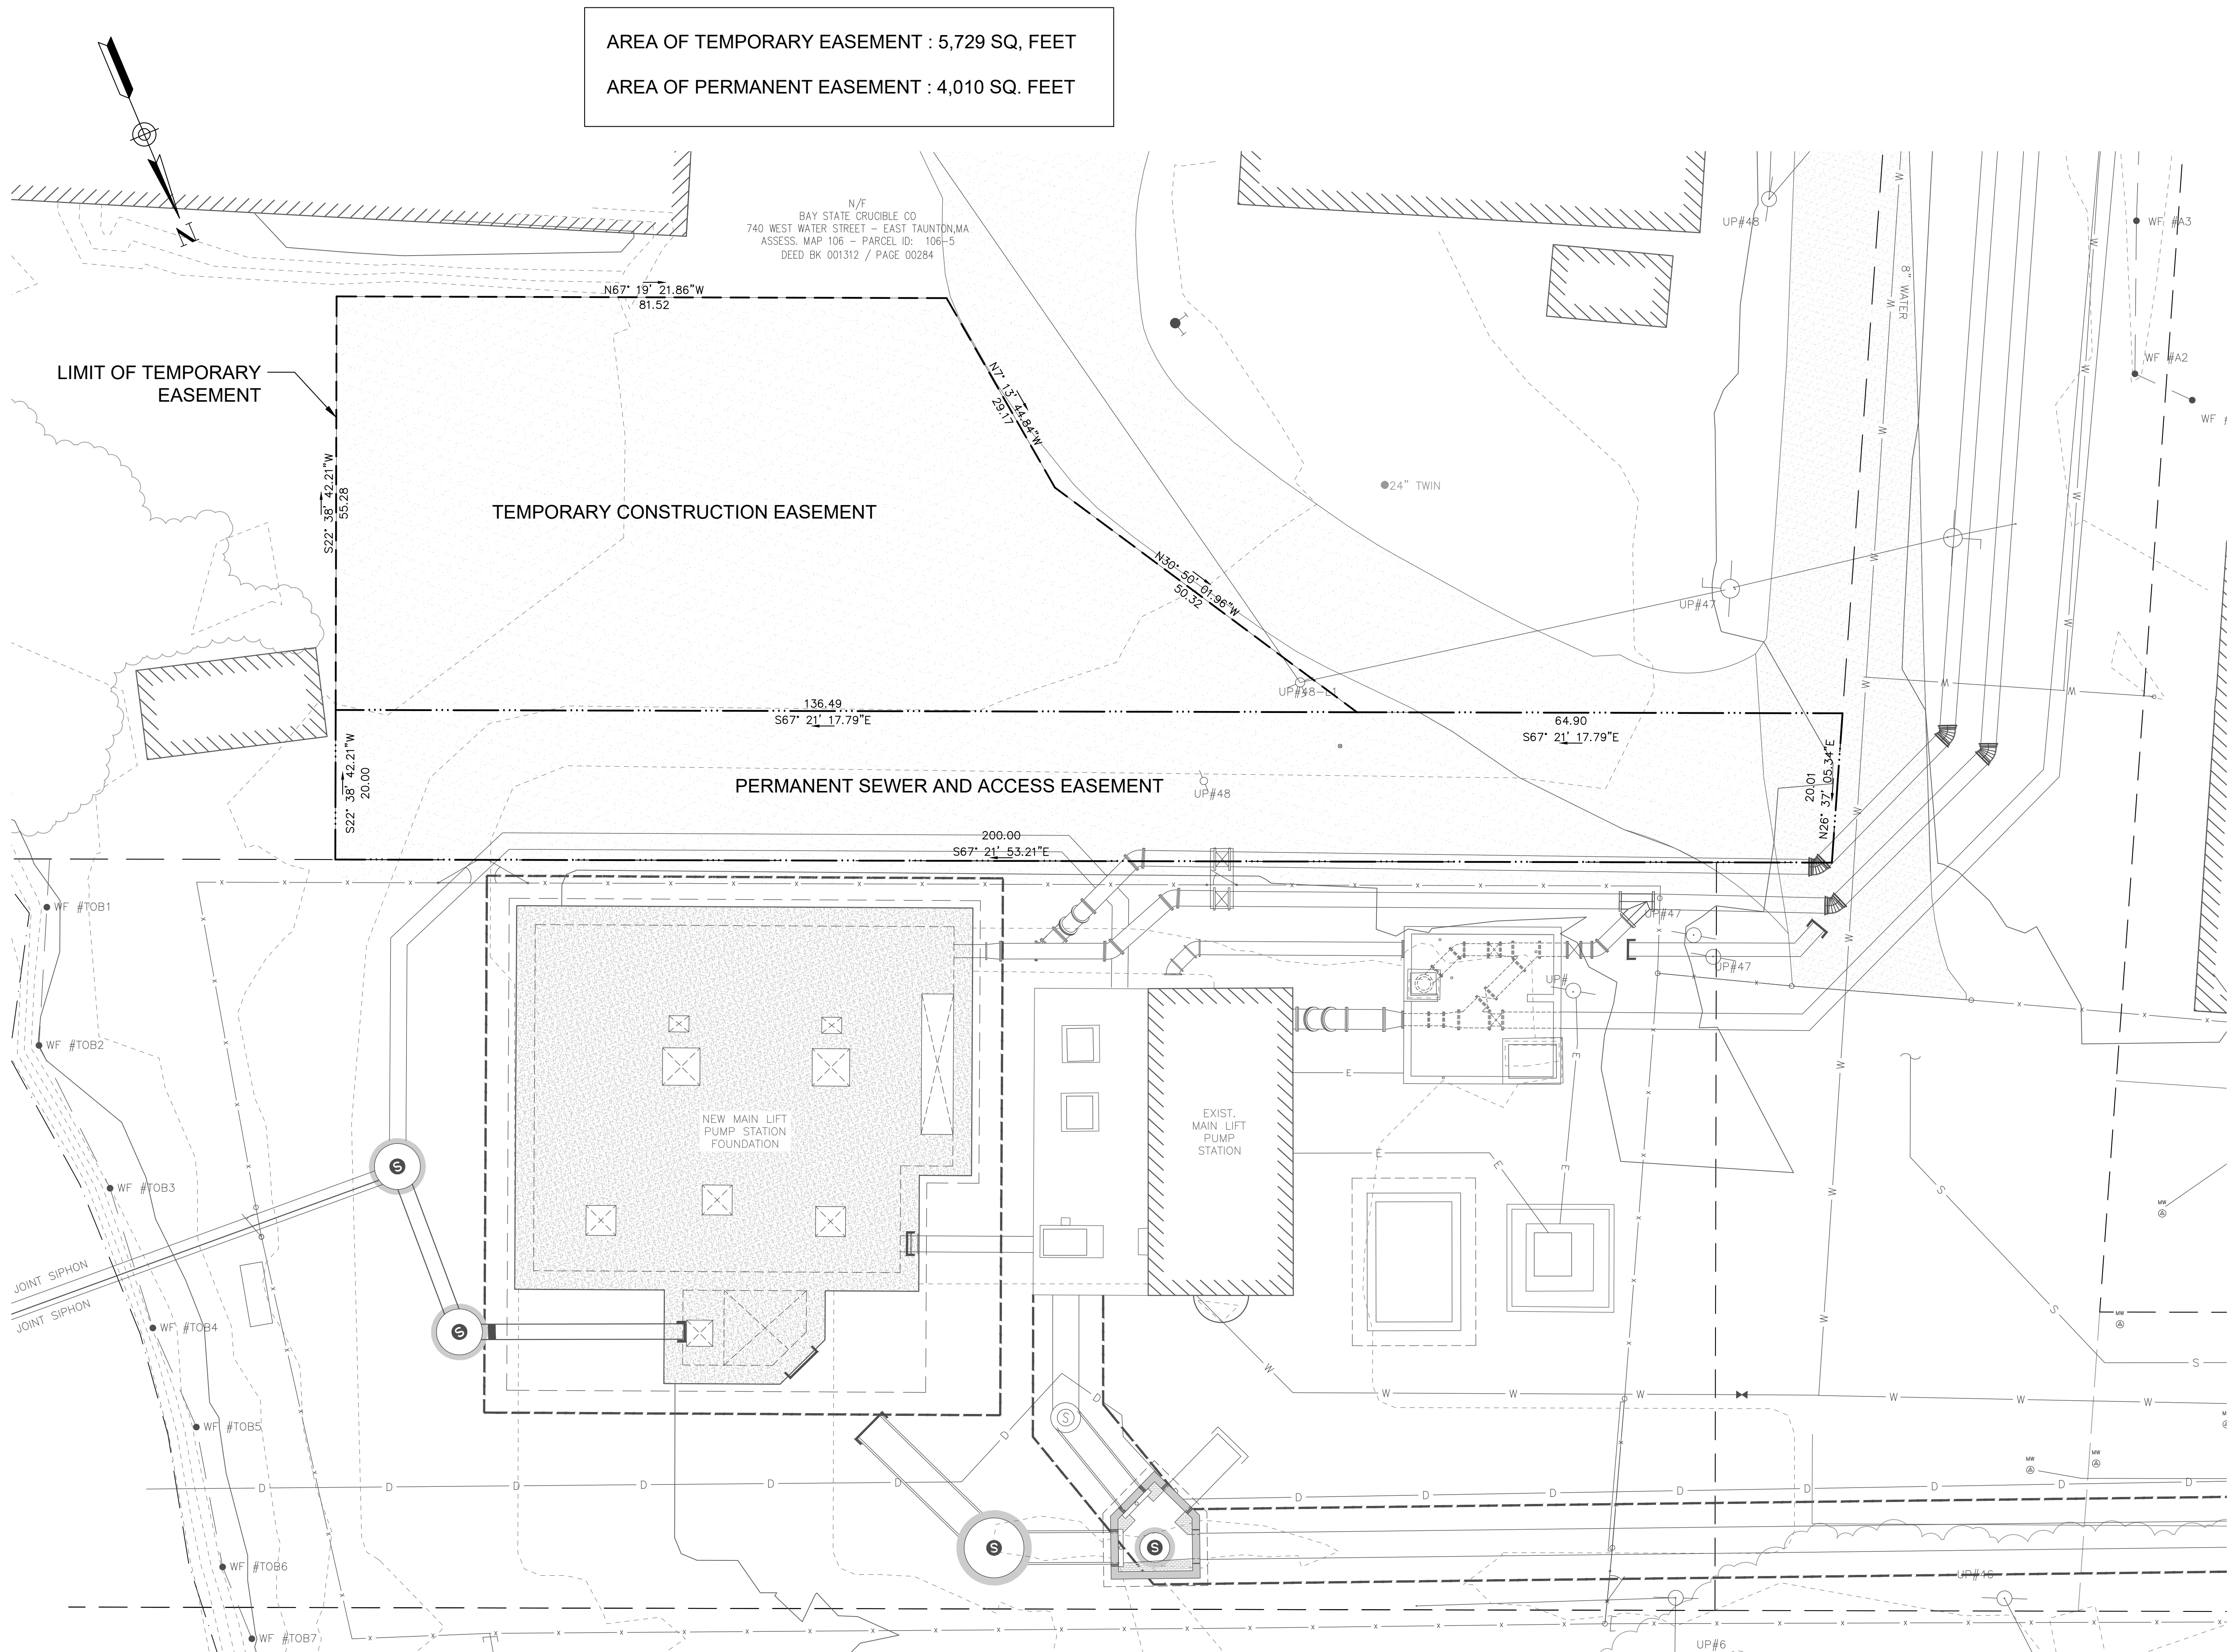 AREA OF TEMPORARY EASEMENT : 5,729 SQ, FEET
AREA OF PERMANENT EASEMENT : 4,010 SQ. FEET
N
N/F
BAY STATE CRUCIBLE CO
740 WEST WATER STREET – EAST TAUNTON,MA
ASSESS. MAP 106 – PARCEL ID: 106–5
DEED BK 001312 / PAGE 00284
UP#48
WF #A3
8" WATER
WF #A2
WF #
N67° 19' 21.86"W
81.52
LIMIT OF TEMPORARY
EASEMENT
N7° 13' 44.84"W
29.17
S22° 38' 42.21"W
55.28
TEMPORARY CONSTRUCTION EASEMENT
24" TWIN
N30° 50' 01.96"W
50.32
UP#47
UP#48–L1
136.49
S67° 21' 17.79"E
64.90
S67° 21' 17.79"E
S22° 38' 42.21"W
20.00
PERMANENT SEWER AND ACCESS EASEMENT
UP#48
20.01
N26° 37' 05.34"E
200.00
S67° 21' 53.21"E
WF #TOB1
UP#47
UP#47
UP#
WF #TOB2
NEW MAIN LIFT
PUMP STATION
FOUNDATION
EXIST.
MAIN LIFT
PUMP
STATION
WF #TOB3
JOINT SIPHON
JOINT SIPHON
WF #TOB4
WF #TOB5
WF #TOB6
WF #TOB7
MW
MW
MW
MW
UP#46
UP#6
W
W
W
W
W
W
W
E
E
E
E
S
S
S
S
S
S
S
S
D
D
D
D
D
D
D
D